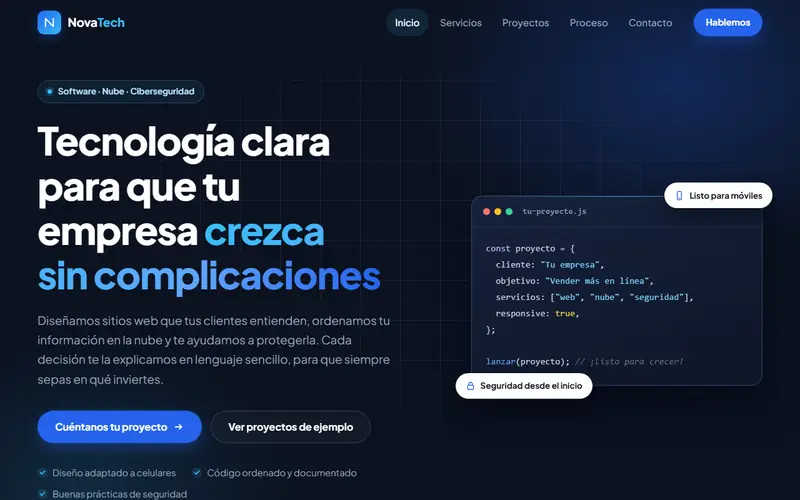 NovaTech
Inicio Servicios Proyectos Proceso Contacto Hablemos
Software · Nube · Ciberseguridad
Tecnología clara
para que tu
empresa crezca
sin complicaciones
Diseñamos sitios web que tus clientes entienden, ordenamos tu
información en la nube y te ayudamos a protegerla. Cada
decisión te la explicamos en lenguaje sencillo, para que siempre
sepas en qué inviertes.
Cuéntanos tu proyecto →
Ver proyectos de ejemplo
Diseño adaptado a celulares
Código ordenado y documentado
Buenas prácticas de seguridad
Listo para móviles
tu-proyecto.js
const proyecto = {
cliente: "Tu empresa",
objetivo: "Vender más en línea",
servicios: ["web", "nube", "seguridad"],
responsive: true,
};
lanzar(proyecto); // ¡listo para crecer!
Seguridad desde el inicio